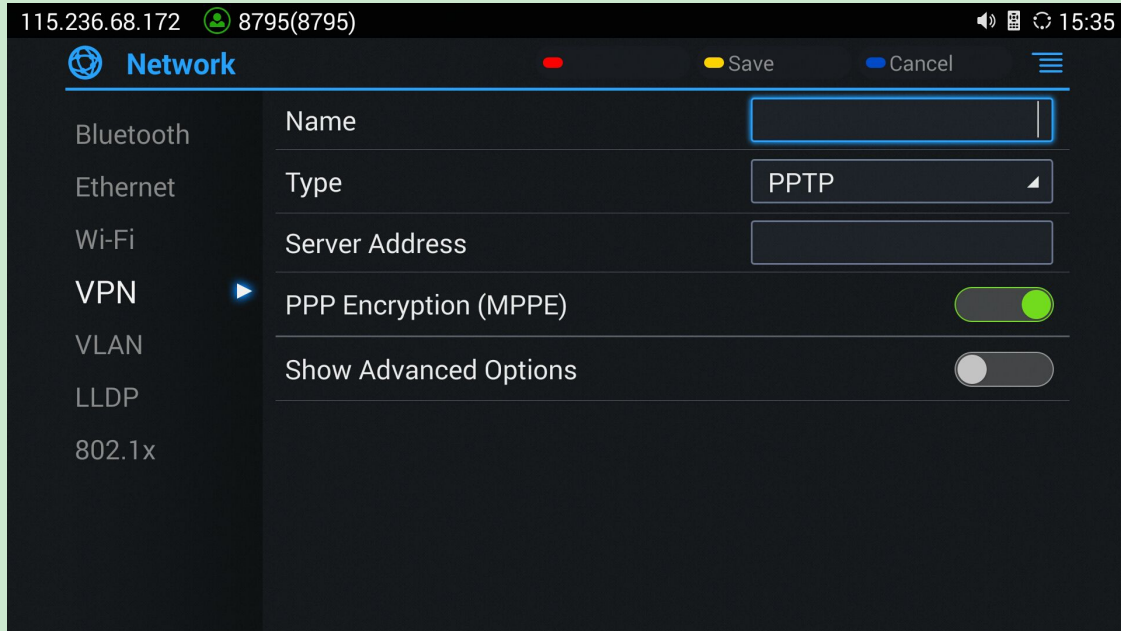 115.236.68.172 8795(8795) 15:35
Network Save Cancel
Bluetooth
Ethernet
Wi-Fi
VPN
VLAN
LLDP
802.1x
Name
Type PPTP
Server Address
PPP Encryption (MPPE)
Show Advanced Options